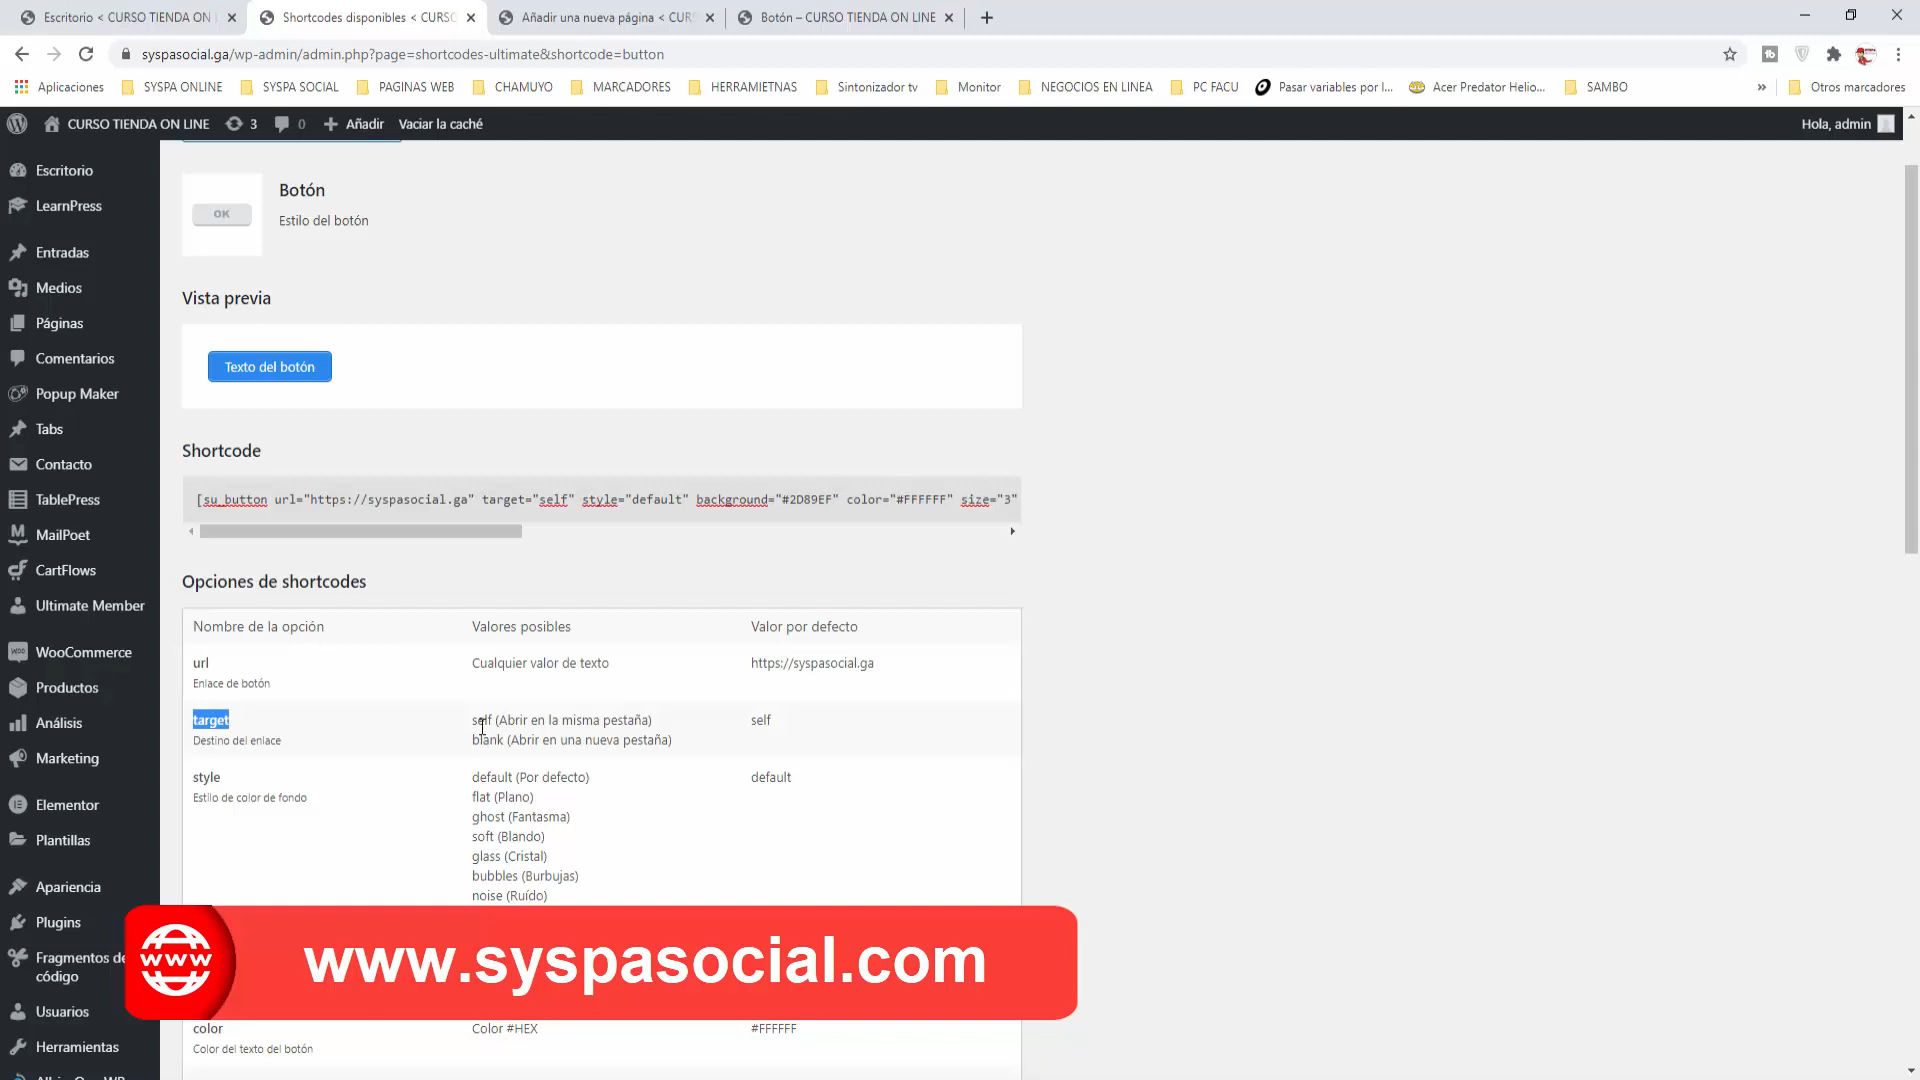 Escritorio < CURSO TIENDA ON
Shortcodes disponibles < CURSO
Añadir una nueva página < CUR
Botón – CURSO TIENDA ON LINE
syspasocial.ga/wp-admin/admin.php?page=shortcodes-ultimate&shortcode=button
Aplicaciones
SYSPA ONLINE
SYSPA SOCIAL
PAGINAS WEB
CHAMUYO
MARCADORES
HERRAMIETNAS
Sintonizador tv
Monitor
NEGOCIOS EN LINEA
PC FACU
Pasar variables por l...
Acer Predator Helio...
SAMBO
»
Otros marcadores
CURSO TIENDA ON LINE
3
0
Añadir
Vaciar la caché
Hola, admin
Escritorio
LearnPress
Entradas
Medios
Páginas
Comentarios
Popup Maker
Tabs
Contacto
TablePress
MailPoet
CartFlows
Ultimate Member
WooCommerce
Productos
Análisis
Marketing
Elementor
Plantillas
Apariencia
Plugins
Fragmentos de
código
Usuarios
Herramientas
OK
Botón
Estilo del botón
Vista previa
Texto del botón
Shortcode
[su_button url="https://syspasocial.ga" target="self" style="default" background="#2D89EF" color="#FFFFFF" size="3"
Opciones de shortcodes
Nombre de la opción Valores posibles Valor por defecto
url Cualquier valor de texto https://syspasocial.ga
Enlace de botón
target self (Abrir en la misma pestaña) self
Destino del enlace blank (Abrir en una nueva pestaña)
style default (Por defecto) default
Estilo de color de fondo flat (Plano)
ghost (Fantasma)
soft (Blando)
glass (Cristal)
bubbles (Burbujas)
noise (Ruído)
WWW
www.syspasocial.com
color Color #HEX #FFFFFF
Color del texto del botón